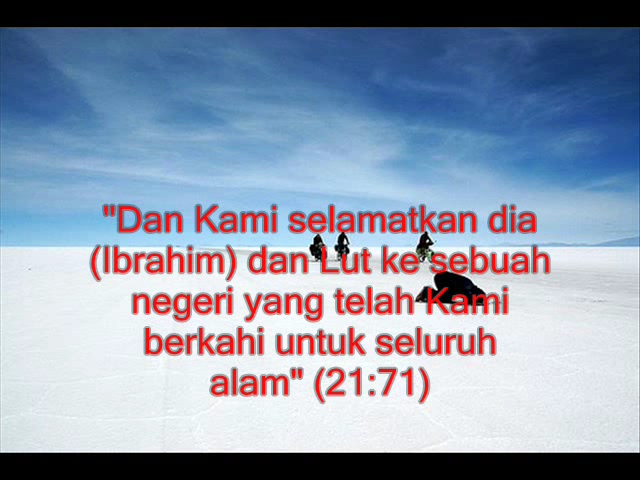 "Dan Kami selamatkan dia
(Ibrahim) dan Lut ke sebuah
negeri yang telah Kami
berkahi untuk seluruh
alam" (21:71)